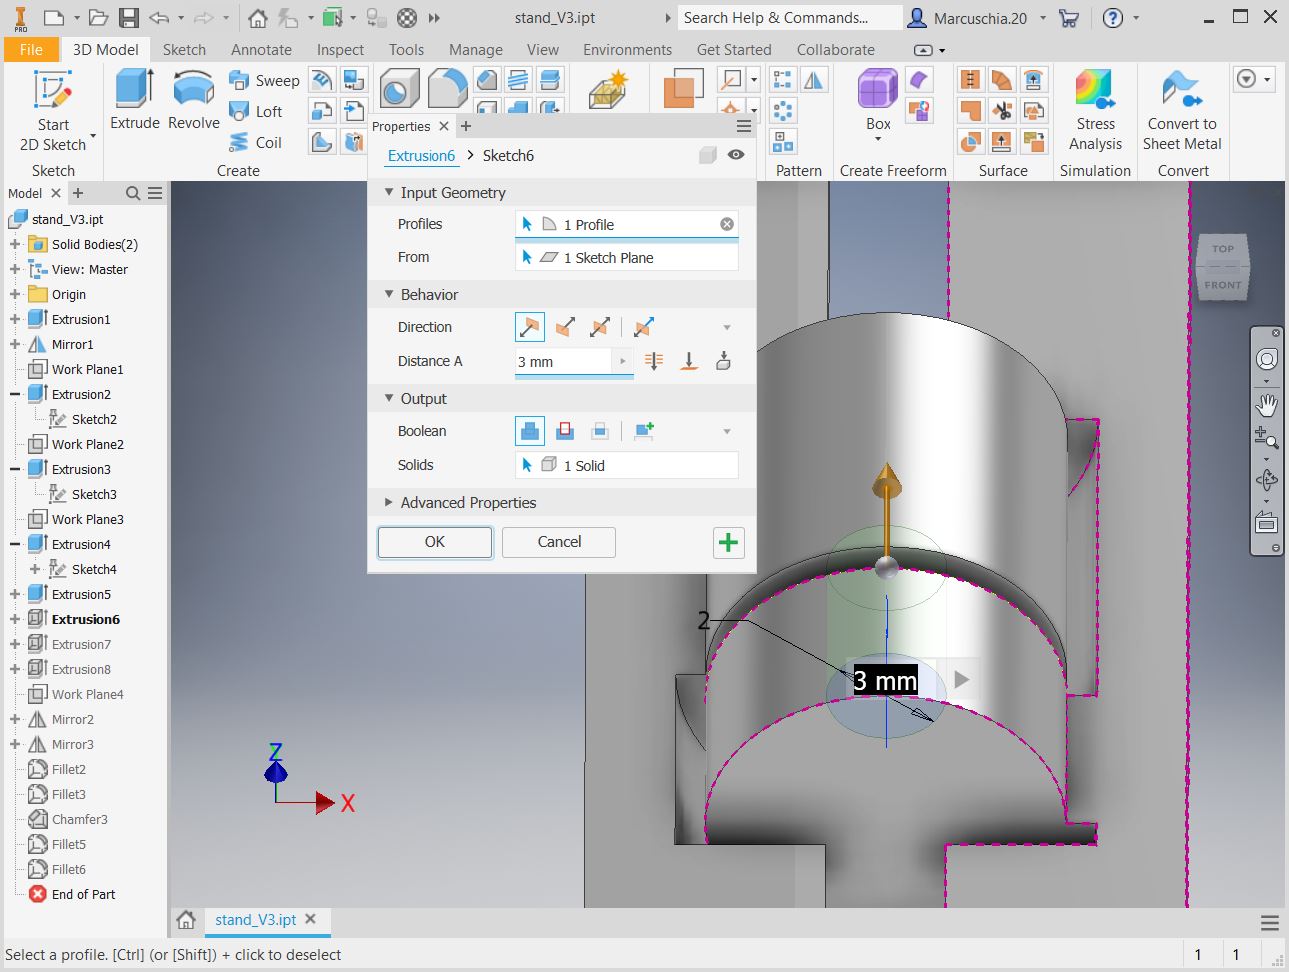 PRO
stand_V3.ipt
Search Help & Commands...
Marcuschia.20
File
3D Model
Sketch
Annotate
Inspect
Tools
Manage
View
Environments
Get Started
Collaborate
Start
2D Sketch
Extrude
Revolve
Sweep
Loft
Coil
Box
Stress
Analysis
Convert to
Sheet Metal
Sketch
Create
Pattern
Create Freeform
Surface
Simulation
Convert
Properties
Extrusion6 > Sketch6
Input Geometry
Profiles
1 Profile
From
1 Sketch Plane
Behavior
Direction
Distance A
3 mm
Output
Boolean
Solids
1 Solid
Advanced Properties
OK
Cancel
Model
stand_V3.ipt
Solid Bodies(2)
View: Master
Origin
Extrusion1
Mirror1
Work Plane1
Extrusion2
Sketch2
Work Plane2
Extrusion3
Sketch3
Work Plane3
Extrusion4
Sketch4
Extrusion5
Extrusion6
Extrusion7
Extrusion8
Work Plane4
Mirror2
Mirror3
Fillet2
Fillet3
Chamfer3
Fillet5
Fillet6
End of Part
TOP
FRONT
2
3 mm
Z
X
stand_V3.ipt
Select a profile. [Ctrl] (or [Shift]) + click to deselect
1
1